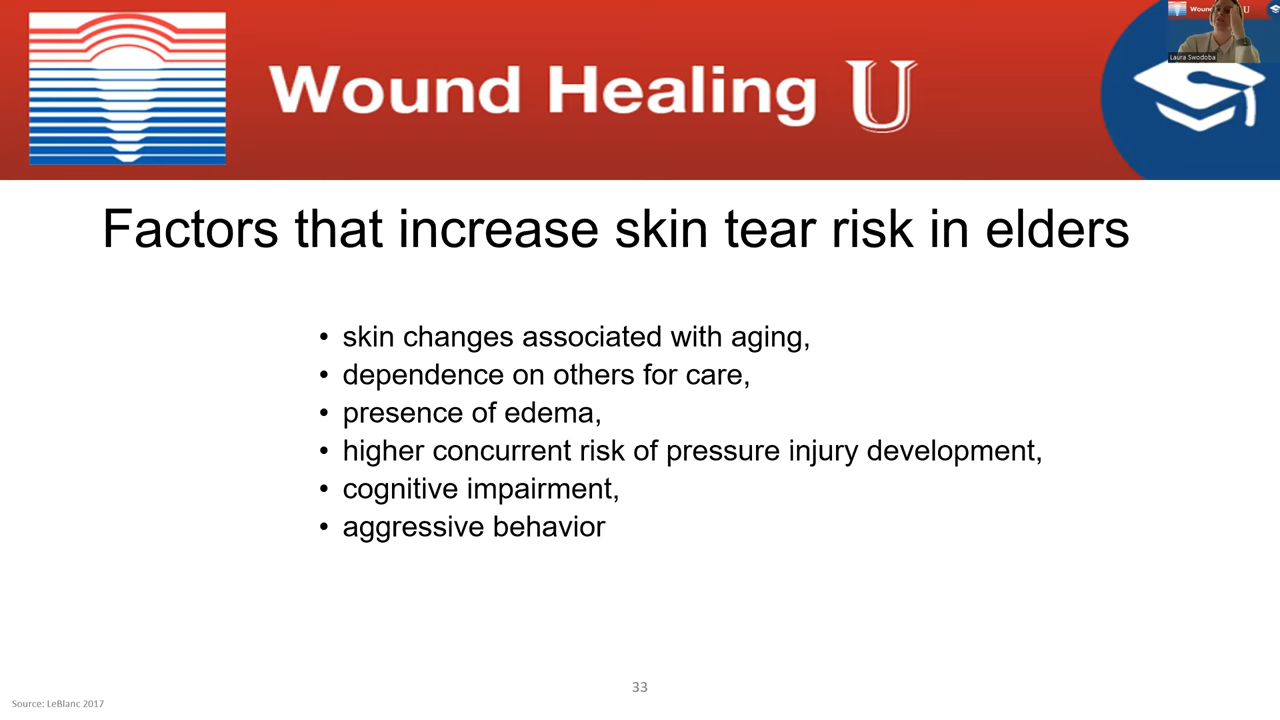 Wound Healing U
Laura Swodoba
Factors that increase skin tear risk in elders
• skin changes associated with aging,
• dependence on others for care,
• presence of edema,
• higher concurrent risk of pressure injury development,
• cognitive impairment,
• aggressive behavior
33
Source: LeBlanc 2017